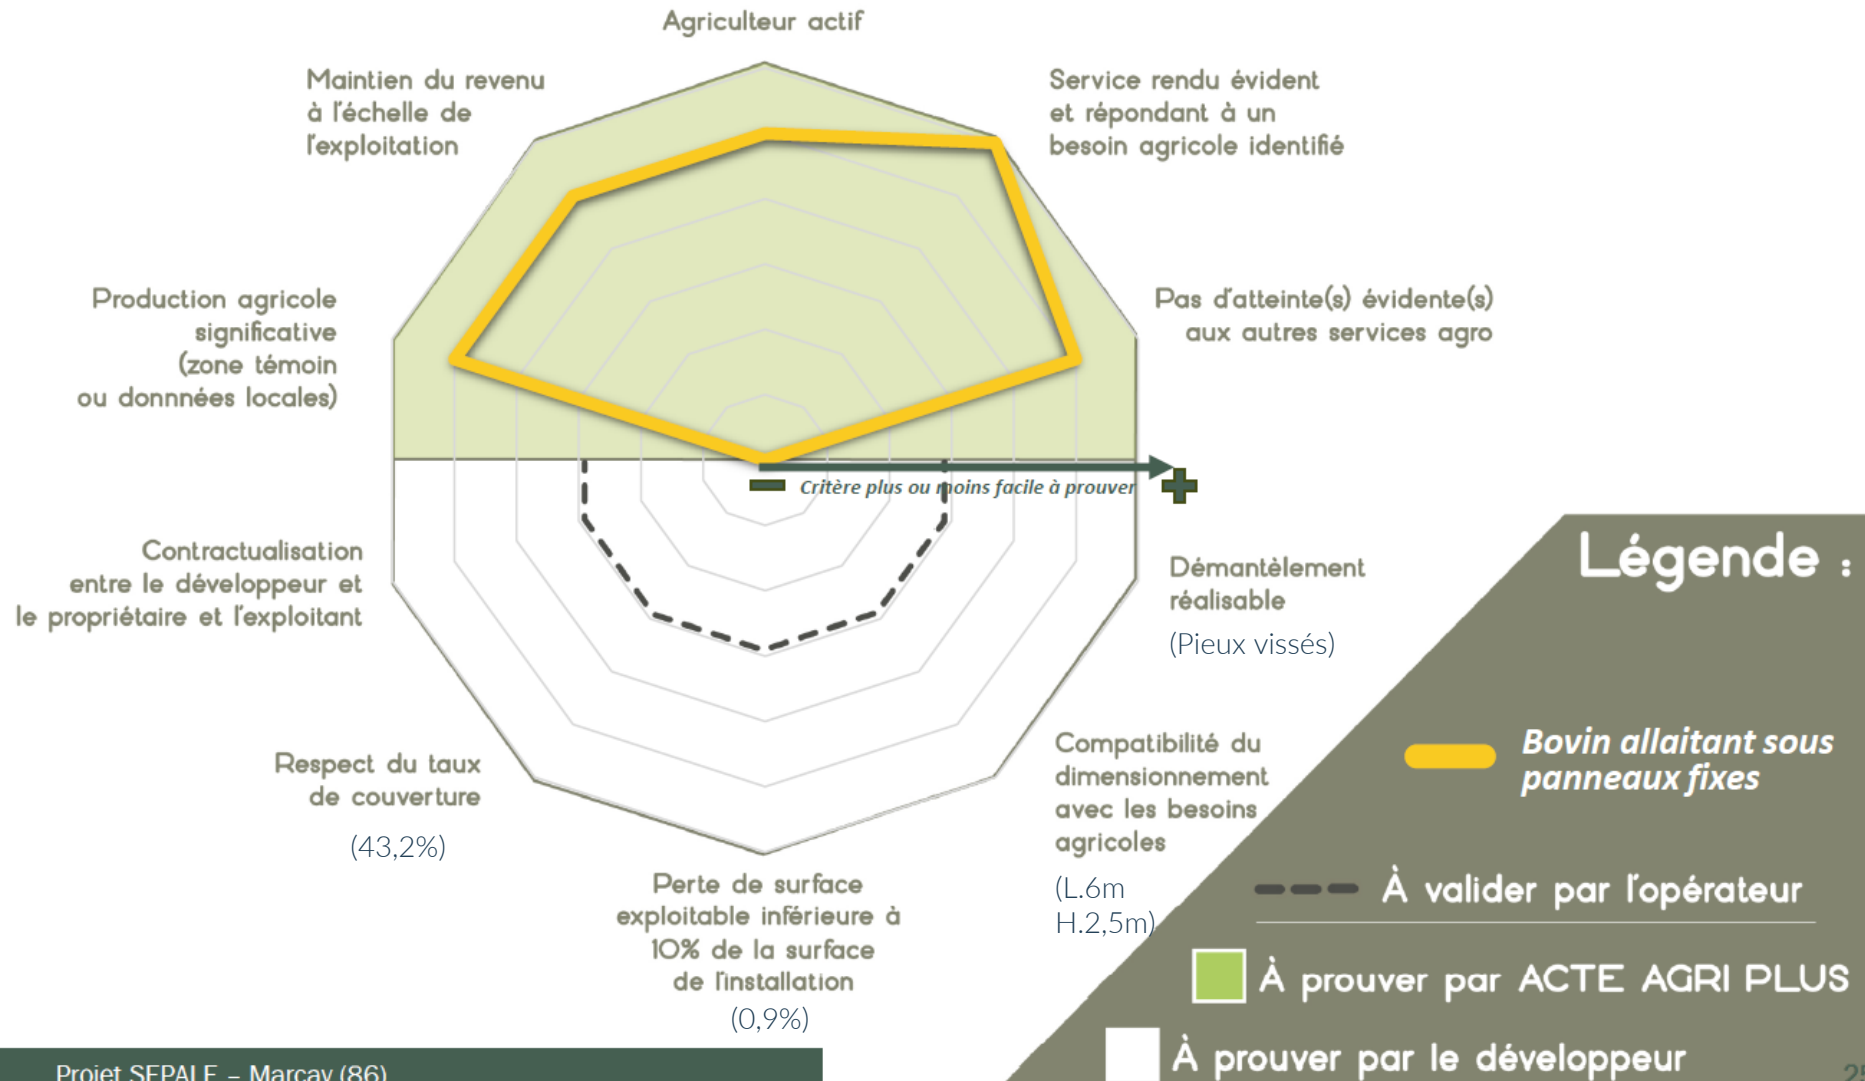 Agriculteur actif
Maintien du revenu
à l'échelle de
l'exploitation
Service rendu évident
et répondant à un
besoin agricole identifié
Production agricole
significative
(zone témoin
ou donnnées locales)
Pas d'atteinte(s) évidente(s)
aux autres services agro
Critère plus ou moins facile à prouver
Contractualisation
entre le développeur et
le propriétaire et l'exploitant
Démantèlement
réalisable
(Pieux vissés)
Respect du taux
de couverture
(43,2%)
Compatibilité du
dimensionnement
avec les besoins
agricoles
(L.6m
H.2,5m)
Perte de surface
exploitable inférieure à
10% de la surface
de l'installation
(0,9%)
Légende :
Bovin allaitant sous
panneaux fixes
À valider par l'opérateur
À prouver par ACTE AGRI PLUS
À prouver par le développeur
Projet SEPALE – Marçay (86)